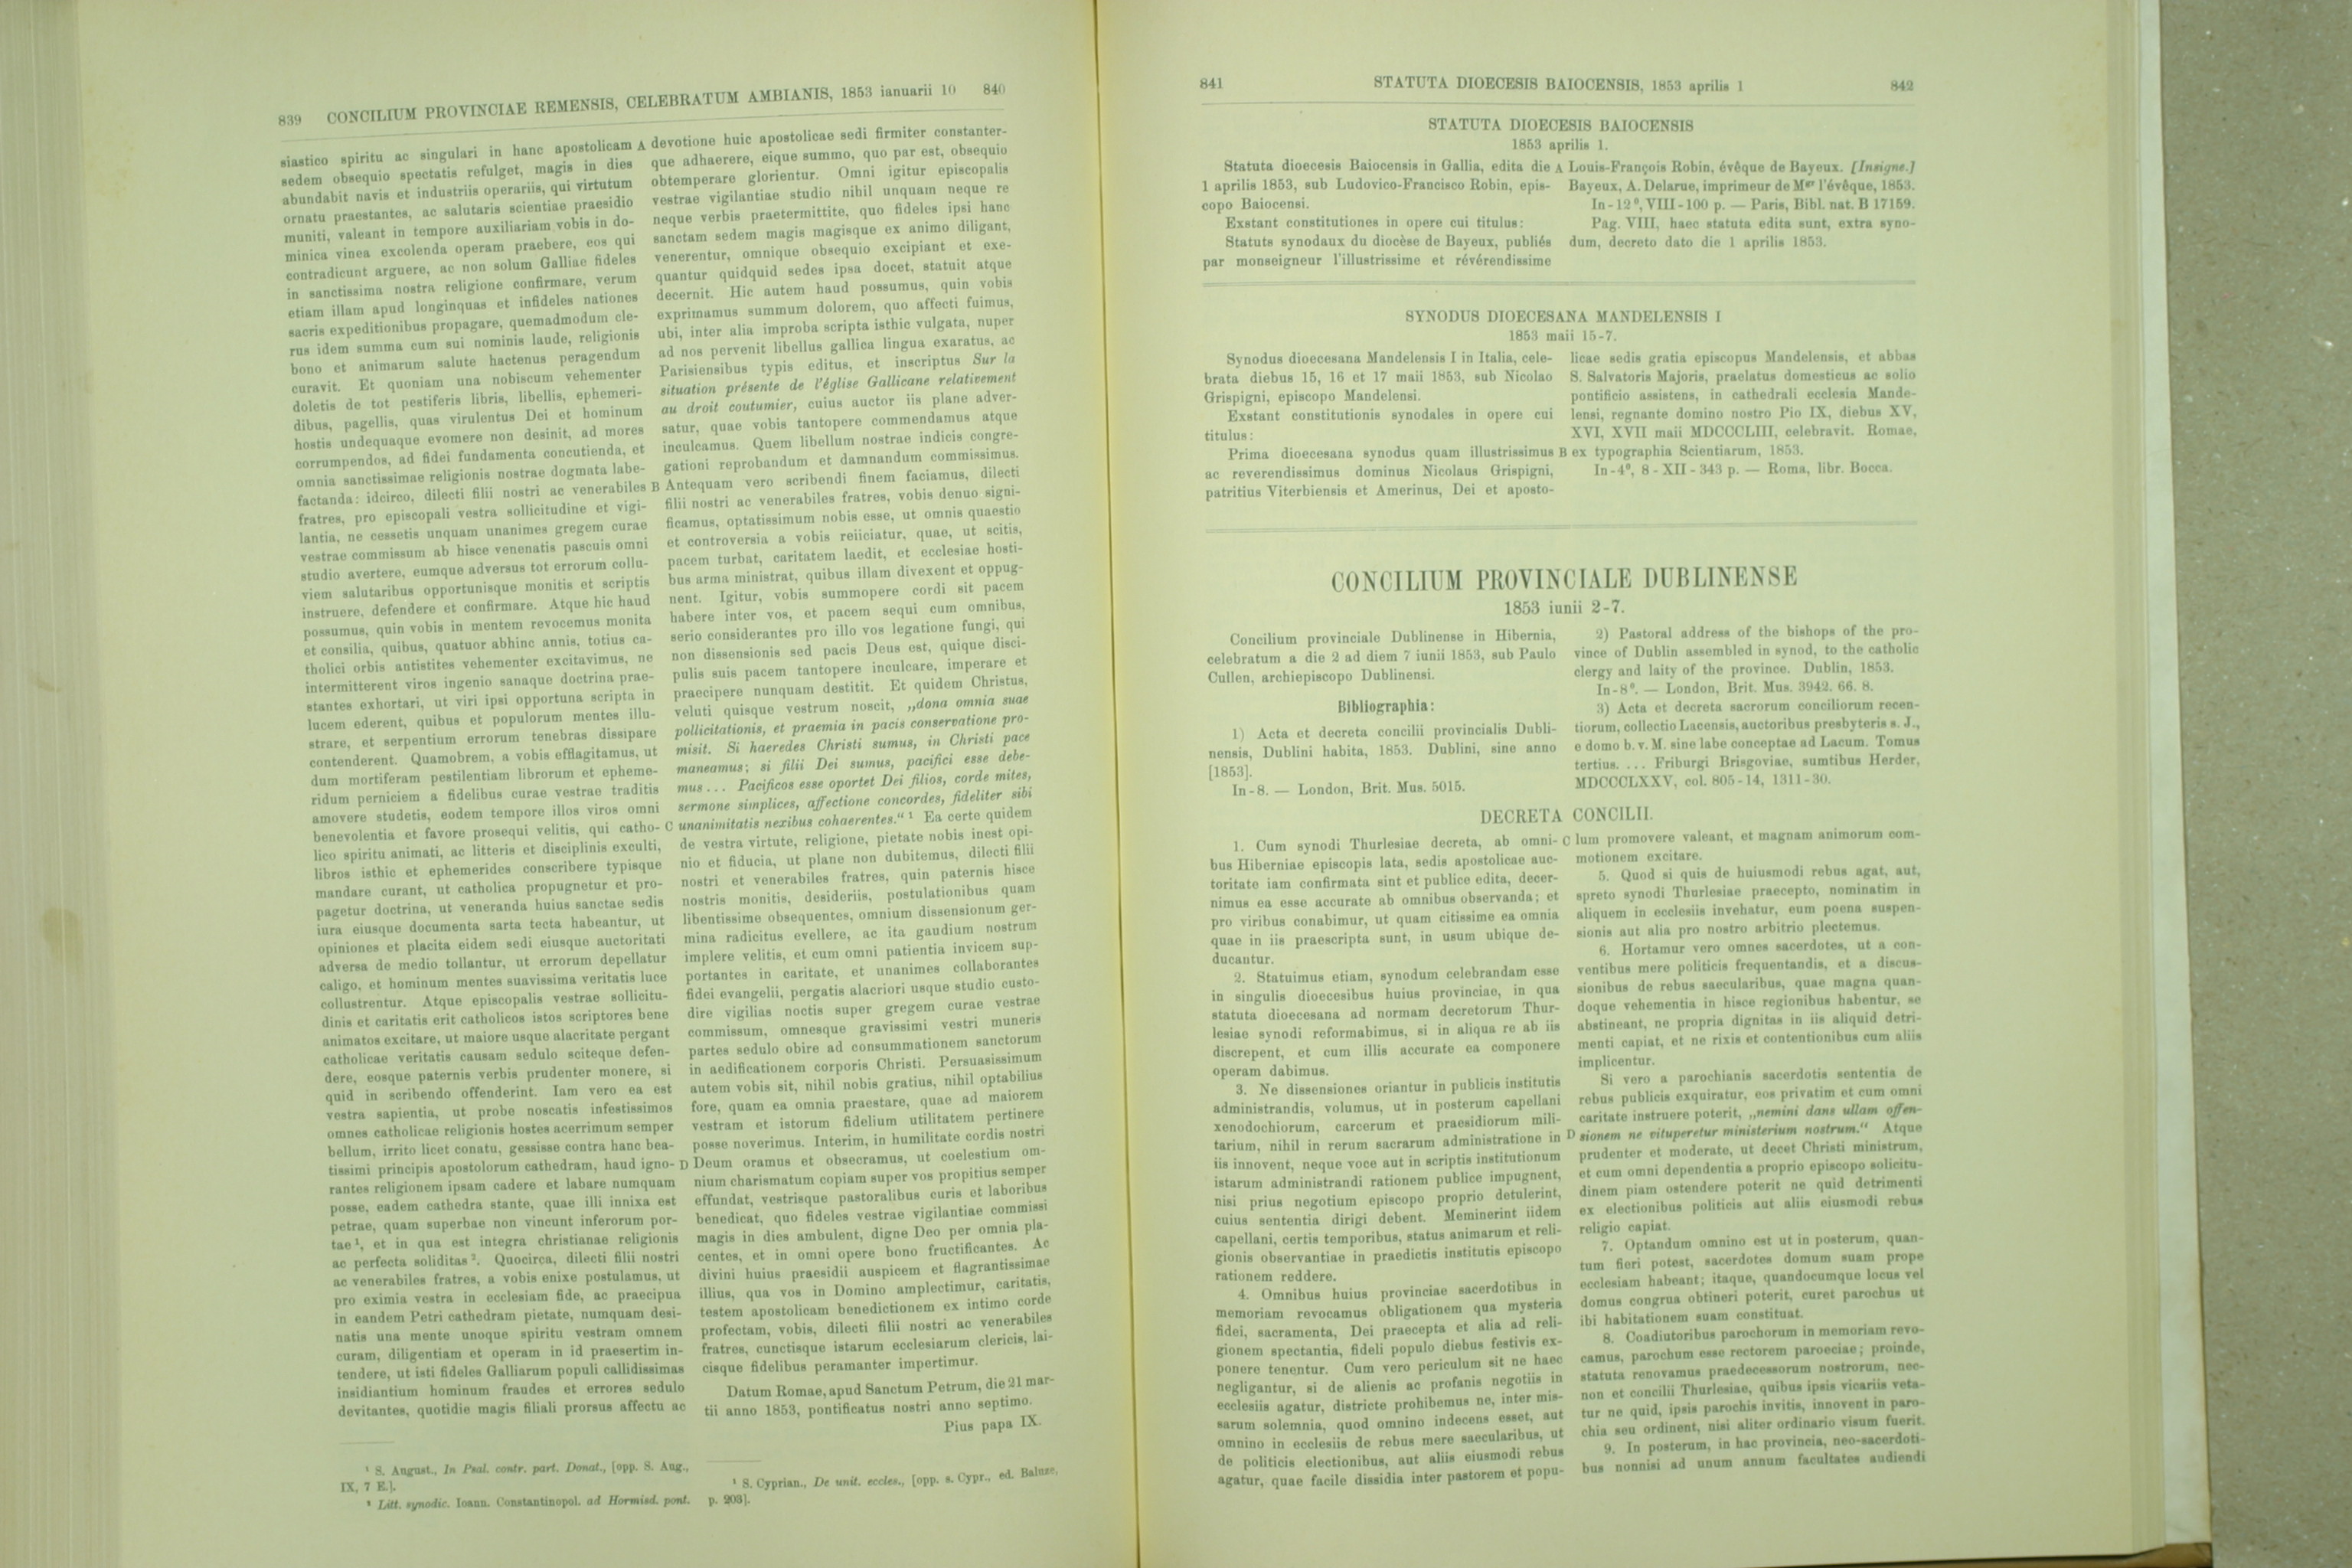 839 CONCILIUM PROVINCIAE REMENSIS, CELEBRATUM AMBIANIS, 1853 ianuarii 10 840
siastico spiritu ac singulari in hanc apostolicam
sedem obsequio spectatis refulget, magis in dies
abundabit navis et industriis operariis, qui virtutum
ornatu praestantes, ac salutaris scientiae praesidio
muniti, valeant in tempore auxiliariam vobis in do-
minica vinea excolenda operam praebere, eos qui
contradicunt arguere, ac non solum Galliae fideles
in sanctissima nostra religione confirmare, verum
etiam illam apud longinquas et infideles nationes
sacris expeditionibus propagare, quemadmodum cle-
rus idem summa cum sui nominis laude, religionis
bono et animarum salute hactenus peragendum
curavit. Et quoniam una nobiscum vehementer
doletis de tot pestiferis libris, libellis, ephemeri-
dibus, pagellis, quas virulentus Dei et hominum
hostis undequaque evomere non desinit, ad mores
corrumpendos, ad fidei fundamenta concutienda, et
omnia sanctissimae religionis nostrae dogmata labe-
factanda: idcirco, dilecti filii nostri ac venerabiles
fratres, pro episcopali vestra sollicitudine et vigi-
lantia, ne cessetis unquam unanimes gregem curae
vestrae commissum ab hisce venenatis pascuis omni
studio avertere, eumque adversus tot errorum collu-
viem salutaribus opportunisque monitis et scriptis
instruere, defendere et confirmare. Atque hic haud
possumus, quin vobis in mentem revocemus monita
et consilia, quibus, quatuor abhinc annis, totius ca-
tholici orbis antistites vehementer excitavimus, ne
intermitterent viros ingenio sanaque doctrina prae-
stantes exhortari, ut viri ipsi opportuna scripta in
lucem ederent, quibus et populorum mentes illu-
strare, et serpentium errorum tenebras dissipare
contenderent. Quamobrem, a vobis efflagitamus, ut
dum mortiferam pestilentiam librorum et epheme-
ridum perniciem a fidelibus curae vestrae traditis
amovere studetis, eodem tempore illos viros omni
benevolentia et favore prosequi velitis, qui catho-
lico spiritu animati, ac litteris et disciplinis exculti,
libros isthic et ephemerides conscribere typisque
mandare curant, ut catholica propugnetur et pro-
pagetur doctrina, ut veneranda huius sanctae sedis
iura eiusque documenta sarta tecta habeantur, ut
opiniones et placita eidem sedi eiusque auctoritati
adversa de medio tollantur, ut errorum depellatur
caligo, et hominum mentes suavissima veritatis luce
collustrentur. Atque episcopalis vestrae sollicitu-
dinis et caritatis erit catholicos istos scriptores bene
animatos excitare, ut maiore usque alacritate pergant
catholicae veritatis causam sedulo sciteque defen-
dere, eosque paternis verbis prudenter monere, si
quid in scribendo offenderint. Iam vero ea est
vestra sapientia, ut probe noscatis infestissimos
omnes catholicae religionis hostes acerrimum semper
bellum, irrito licet conatu, gessisse contra hanc bea-
tissimi principis apostolorum cathedram, haud igno-
rantes religionem ipsam cadere et labare numquam
posse, eadem cathedra stante, quae illi innixa est
petrae, quam superbae non vincunt inferorum por-
tae ¹, et in qua est integra christianae religionis
ac perfecta soliditas ². Quocirca, dilecti filii nostri
ac venerabiles fratres, a vobis enixe postulamus, ut
pro eximia vestra in ecclesiam fide, ac praecipua
in eandem Petri cathedram pietate, numquam desi-
natis una mente unoque spiritu vestram omnem
curam, diligentiam et operam in id praesertim in-
tendere, ut isti fideles Galliarum populi callidissimas
insidiantium hominum fraudes et errores sedulo
devitantes, quotidie magis filiali prorsus affectu ac
¹ S. August., In Psal. contr. part. Donat., [opp. S. Aug.,
IX, 7 E.].
² Litt. synodic. Ioann. Constantinopol. ad Hormisd. pont.
A devotione huic apostolicae sedi firmiter constanter-
que adhaerere, eique summo, quo par est, obsequio
obtemperare glorientur. Omni igitur episcopalis
vestrae vigilantiae studio nihil unquam neque re
neque verbis praetermittite, quo fideles ipsi hanc
sanctam sedem magis magisque ex animo diligant,
venerentur, omnique obsequio excipiant et exe-
quantur quidquid sedes ipsa docet, statuit atque
decernit. Hic autem haud possumus, quin vobis
exprimamus summum dolorem, quo affecti fuimus,
ubi, inter alia improba scripta isthic vulgata, nuper
ad nos pervenit libellus gallica lingua exaratus, ac
Parisiensibus typis editus, et inscriptus Sur la
situation présente de l'église Gallicane relativement
au droit coutumier, cuius auctor iis plane adver-
satur, quae vobis tantopere commendamus atque
inculcamus. Quem libellum nostrae indicis congre-
gationi reprobandum et damnandum commissimus.
B Antequam vero scribendi finem faciamus, dilecti
filii nostri ac venerabiles fratres, vobis denuo signi-
ficamus, optatissimum nobis esse, ut omnis quaestio
et controversia a vobis reiiciatur, quae, ut scitis,
pacem turbat, caritatem laedit, et ecclesiae hosti-
bus arma ministrat, quibus illam divexent et oppug-
nent. Igitur, vobis summopere cordi sit pacem
habere inter vos, et pacem sequi cum omnibus,
serio considerantes pro illo vos legatione fungi, qui
non dissensionis sed pacis Deus est, quique disci-
pulis suis pacem tantopere inculcare, imperare et
praecipere nunquam destitit. Et quidem Christus,
veluti quisque vestrum noscit, „dona omnia suae
pollicitationis, et praemia in pacis conservatione pro-
misit. Si haeredes Christi sumus, in Christi pace
maneamus; si filii Dei sumus, pacifici esse debe-
mus ... Pacificos esse oportet Dei filios, corde mites,
sermone simplices, affectione concordes, fideliter sibi
C unanimitatis nexibus cohaerentes.“ ¹ Ea certe quidem
de vestra virtute, religione, pietate nobis inest opi-
nio et fiducia, ut plane non dubitemus, dilecti filii
nostri et venerabiles fratres, quin paternis hisce
nostris monitis, desideriis, postulationibus quam
libentissime obsequentes, omnium dissensionum ger-
mina radicitus evellere, ac ita gaudium nostrum
implere velitis, et cum omni patientia invicem sup-
portantes in caritate, et unanimes collaborantes
fidei evangelii, pergatis alacriori usque studio custo-
dire vigilias noctis super gregem curae vestrae
commissum, omnesque gravissimi vestri muneris
partes sedulo obire ad consummationem sanctorum
in aedificationem corporis Christi. Persuasissimum
autem vobis sit, nihil nobis gratius, nihil optabilius
fore, quam ea omnia praestare, quae ad maiorem
vestram et istorum fidelium utilitatem pertinere
posse noverimus. Interim, in humilitate cordis nostri
D Deum oramus et obsecramus, ut coelestium om-
nium charismatum copiam super vos propitius semper
effundat, vestrisque pastoralibus curis et laboribus
benedicat, quo fideles vestrae vigilantiae commissi
magis in dies ambulent, digne Deo per omnia pla-
centes, et in omni opere bono fructificantes. Ac
divini huius praesidii auspicem et flagrantissimae
illius, qua vos in Domino amplectimur, caritatis,
testem apostolicam benedictionem ex intimo corde
profectam, vobis, dilecti filii nostri ac venerabiles
fratres, cunctisque istarum ecclesiarum clericis, lai-
cisque fidelibus peramanter impertimur.
Datum Romae, apud Sanctum Petrum, die 21 mar-
tii anno 1853, pontificatus nostri anno septimo.
Pius papa IX.
¹ S. Cyprian., De unit. eccles., [opp. s. Cypr., ed. Baluze,
p. 203].
841 STATUTA DIOECESIS BAIOCENSIS, 1853 aprilis 1 842
STATUTA DIOECESIS BAIOCENSIS
1853 aprilis 1.
Statuta dioecesis Baiocensis in Gallia, edita die
1 aprilis 1853, sub Ludovico-Francisco Robin, epis-
copo Baiocensi.
Exstant constitutiones in opere cui titulus:
Statuts synodaux du diocèse de Bayeux, publiés
par monseigneur l'illustrissime et révérendissime
A Louis-François Robin, évêque de Bayeux. [Insigne.]
Bayeux, A. Delarue, imprimeur de Mgr l'évêque, 1853.
In-12°, VIII-100 p. — Paris, Bibl. nat. B 17159.
Pag. VIII, haec statuta edita sunt, extra syno-
dum, decreto dato die 1 aprilis 1853.
SYNODUS DIOECESANA MANDELENSIS I
1853 maii 15-7.
Synodus dioecesana Mandelensis I in Italia, cele-
brata diebus 15, 16 et 17 maii 1853, sub Nicolao
Grispigni, episcopo Mandelensi.
Exstant constitutionis synodales in opere cui
titulus:
Prima dioecesana synodus quam illustrissimus
ac reverendissimus dominus Nicolaus Grispigni,
patritius Viterbiensis et Amerinus, Dei et aposto-
licae sedis gratia episcopus Mandelensis, et abbas
S. Salvatoris Majoris, praelatus domesticus ac solio
pontificio assistens, in cathedrali ecclesia Mande-
lensi, regnante domino nostro Pio IX, diebus XV,
XVI, XVII maii MDCCCLIII, celebravit. Romae,
B ex typographia Scientiarum, 1853.
In-4°, 8-XII-343 p. — Roma, libr. Bocca.
CONCILIUM PROVINCIALE DUBLINENSE
1853 iunii 2-7.
Concilium provinciale Dublinense in Hibernia,
celebratum a die 2 ad diem 7 iunii 1853, sub Paulo
Cullen, archiepiscopo Dublinensi.
Bibliographia:
1) Acta et decreta concilii provincialis Dubli-
nensis, Dublini habita, 1853. Dublini, sine anno
[1853].
In-8. — London, Brit. Mus. 5015.
2) Pastoral address of the bishops of the pro-
vince of Dublin assembled in synod, to the catholic
clergy and laity of the province. Dublin, 1853.
In-8°. — London, Brit. Mus. 3942. 66. 8.
3) Acta et decreta sacrorum conciliorum recen-
tiorum, collectio Lacensis, auctoribus presbyteris s. J.,
e domo b. v. M. sine labe conceptae ad Lacum. Tomus
tertius. ... Friburgi Brisgoviae, sumtibus Herder,
MDCCCLXXV, col. 805-14, 1311-30.
DECRETA CONCILII.
1. Cum synodi Thurlesiae decreta, ab omni-
bus Hiberniae episcopis lata, sedis apostolicae auc-
toritate iam confirmata sint et publice edita, decer-
nimus ea esse accurate ab omnibus observanda; et
pro viribus conabimur, ut quam citissime ea omnia
quae in iis praescripta sunt, in usum ubique de-
ducantur.
2. Statuimus etiam, synodum celebrandam esse
in singulis dioecesibus huius provinciae, in qua
statuta dioecesana ad normam decretorum Thur-
lesiae synodi reformabimus, si in aliqua re ab iis
discrepent, et cum illis accurate ea componere
operam dabimus.
3. Ne dissensiones oriantur in publicis institutis
administrandis, volumus, ut in posterum capellani
xenodochiorum, carcerum et praesidiorum mili-
tarium, nihil in rerum sacrarum administratione in
iis innovent, neque voce aut in scriptis institutionum
istarum administrandi rationem publice impugnent,
nisi prius negotium episcopo proprio detulerint,
cuius sententia dirigi debent. Meminerint iidem
capellani, certis temporibus, status animarum et reli-
gionis observantiae in praedictis institutis episcopo
rationem reddere.
4. Omnibus huius provinciae sacerdotibus in
memoriam revocamus obligationem qua mysteria
fidei, sacramenta, Dei praecepta et alia ad reli-
gionem spectantia, fideli populo diebus festivis ex-
ponere tenentur. Cum vero periculum sit ne haec
negligantur, si de alienis ac profanis negotiis in
ecclesiis agatur, districte prohibemus ne, inter mis-
sarum solemnia, quod omnino indecens esset, aut
omnino in ecclesiis de rebus mere saecularibus, ut
de politicis electionibus, aut aliis eiusmodi rebus
agatur, quae facile dissidia inter pastorem et popu-
C lum promovere valeant, et magnam animorum com-
motionem excitare.
5. Quod si quis de huiusmodi rebus agat, aut,
spreto synodi Thurlesiae praecepto, nominatim in
aliquem in ecclesiis invehatur, eum poena suspen-
sionis aut alia pro nostro arbitrio plectemus.
6. Hortamur vero omnes sacerdotes, ut a con-
ventibus mere politicis frequentandis, et a discus-
sionibus de rebus saecularibus, quae magna quan-
doque vehementia in hisce regionibus habentur, se
abstineant, ne propria dignitas in iis aliquid detri-
menti capiat, et ne rixis et contentionibus cum aliis
implicentur.
Si vero a parochianis sacerdotis sententia de
rebus publicis exquiratur, eos privatim et cum omni
caritate instruere poterit, „nemini dans ullam offen-
D sionem ne vituperetur ministerium nostrum.“ Atque
prudenter et moderate, ut decet Christi ministrum,
et cum omni dependentia a proprio episcopo solicitu-
dinem piam ostendere poterit ne quid detrimenti
ex electionibus politicis aut aliis eiusmodi rebus
religio capiat.
7. Optandum omnino est ut in posterum, quan-
tum fieri potest, sacerdotes domum suam prope
ecclesiam habeant; itaque, quandocumque locus vel
domus congrua obtineri poterit, curet parochus ut
ibi habitationem suam constituat.
8. Coadiutoribus parochorum in memoriam revo-
camus, parochum esse rectorem paroeciae; proinde,
statuta renovamus praedecessorum nostrorum, nec-
non et concilii Thurlesiae, quibus ipsis vicariis veta-
tur ne quid, ipsis parochis invitis, innovent in paro-
chia seu ordinent, nisi aliter ordinario visum fuerit.
9. In posterum, in hac provincia, neo-sacerdoti-
bus nonnisi ad unum annum facultates audiendi